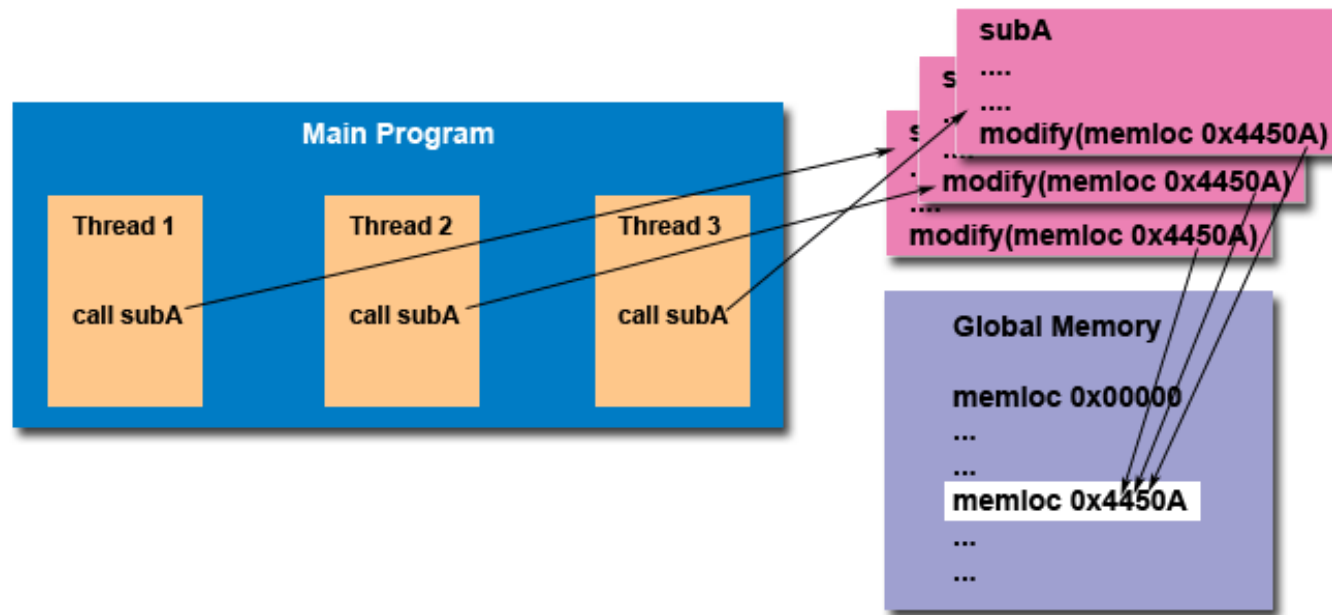 Main Program
Thread 1
call subA
Thread 2
call subA
Thread 3
call subA
subA
....
....
modify(memloc 0x4450A)
s
....
modify(memloc 0x4450A)
s
....
modify(memloc 0x4450A)
Global Memory
memloc 0x00000
...
...
memloc 0x4450A
...
...